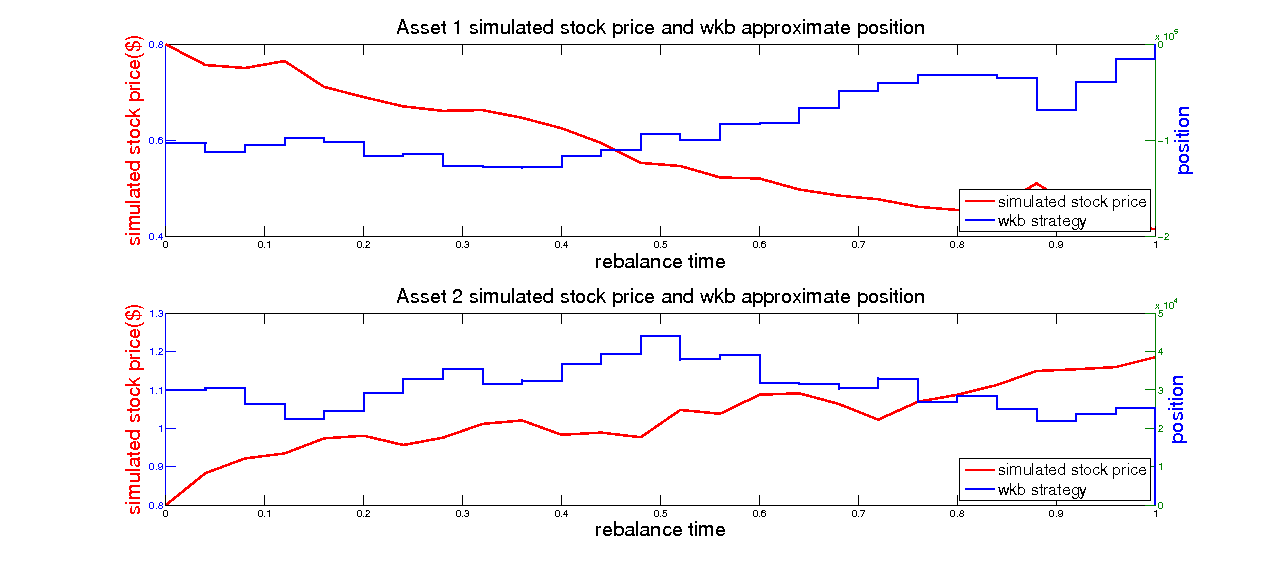 Asset 1 simulated stock price and wkb approximate position
x 10^5
simulated stock price($)
0.8
0.6
0.4
0
-1
-2
position
simulated stock price
wkb strategy
0 0.1 0.2 0.3 0.4 0.5 0.6 0.7 0.8 0.9 1
rebalance time
Asset 2 simulated stock price and wkb approximate position
x 10^4
simulated stock price($)
1.3
1.2
1.1
1
0.9
0.8
5
4
3
2
1
0
position
simulated stock price
wkb strategy
0 0.1 0.2 0.3 0.4 0.5 0.6 0.7 0.8 0.9 1
rebalance time